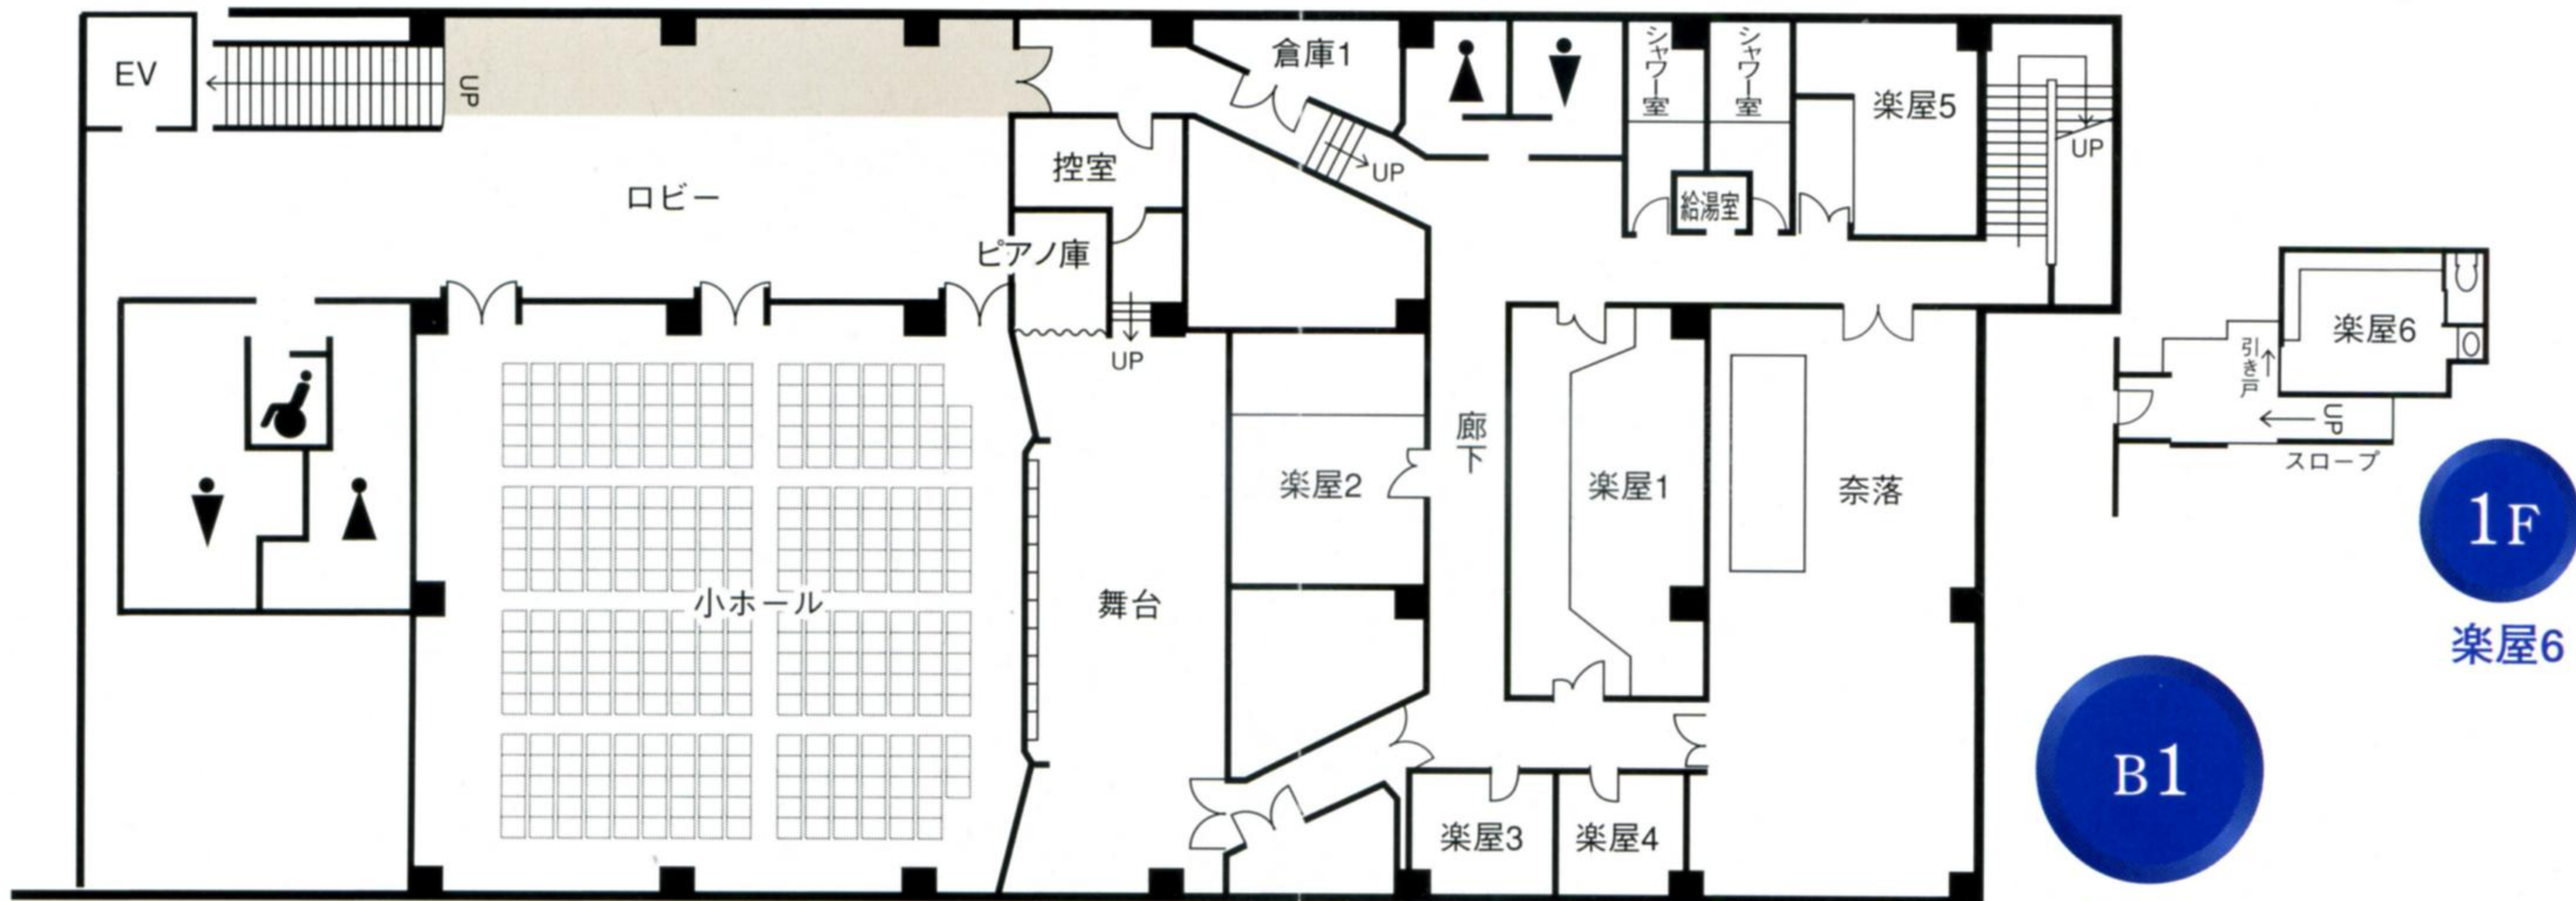 EV
UP
ロビー
控室
ピアノ庫
UP
倉庫1
UP
シャワー室
シャワー室
給湯室
楽屋5
UP
小ホール
舞台
楽屋2
廊下
楽屋1
奈落
楽屋3
楽屋4
楽屋6
引き戸
UP
スロープ
1F
楽屋6
B1